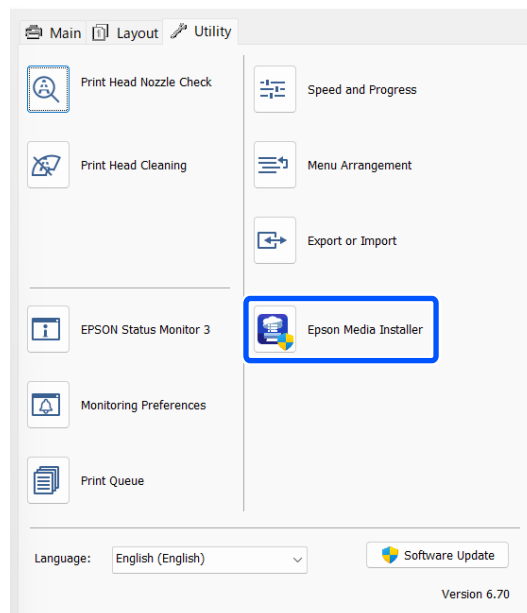 Main Layout Utility
Print Head Nozzle Check
Speed and Progress
Print Head Cleaning
Menu Arrangement
Export or Import
EPSON Status Monitor 3
Epson Media Installer
Monitoring Preferences
Print Queue
Language: English (English)
Software Update
Version 6.70